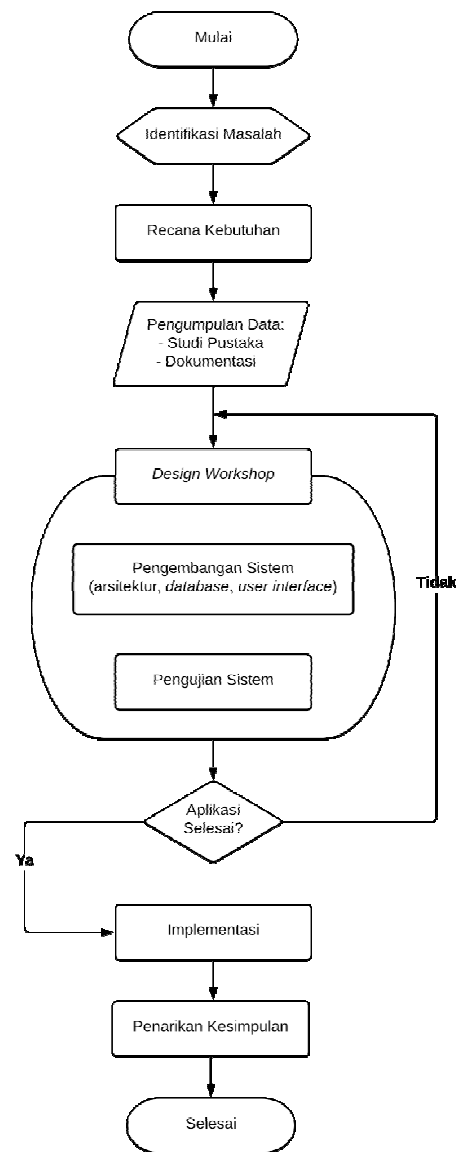 Mulai
Identifikasi Masalah
Recana Kebutuhan
Pengumpulan Data:
- Studi Pustaka
- Dokumentasi
Design Workshop
Pengembangan Sistem
(arsitektur, database, user interface)
Tidak
Pengujian Sistem
Aplikasi
Selesai?
Ya
Implementasi
Penarikan Kesimpulan
Selesai